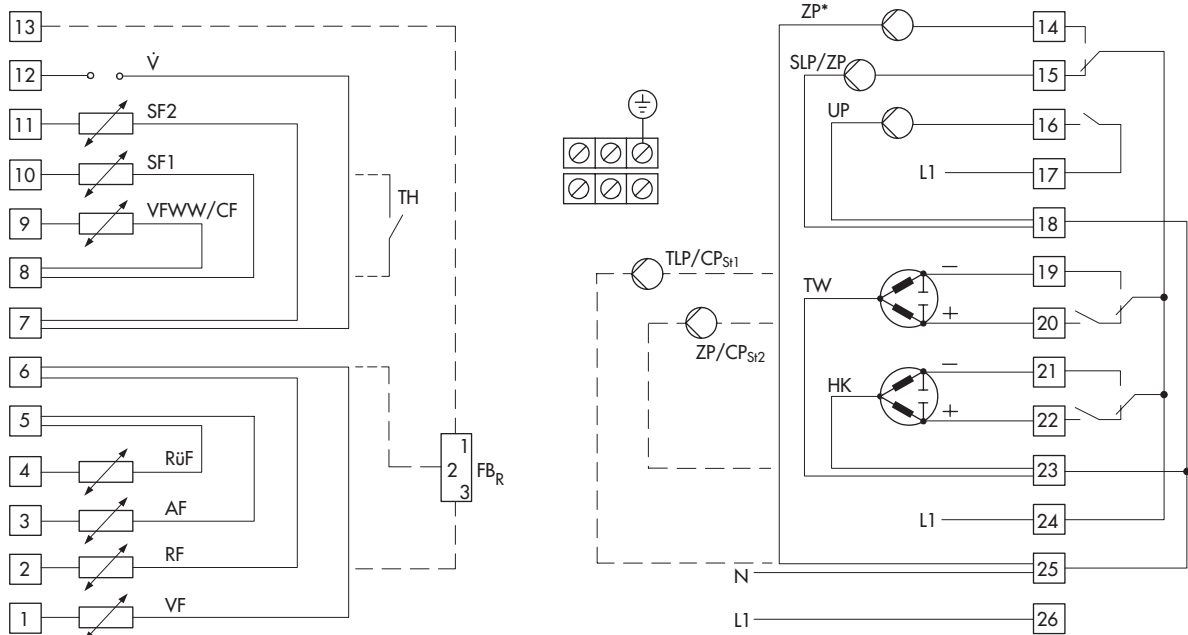 13
12
V̇
11
SF2
10
SF1
9
VFWW/CF
8
7
6
5
4
RüF
3
AF
2
RF
1
VF
TH
1
2
3
FBR
ZP*
14
SLP/ZP
15
UP
16
L1
17
18
TLP/CPSt1
TW
−
19
+
20
ZP/CPSt2
HK
−
21
+
22
23
L1
24
N
25
L1
26